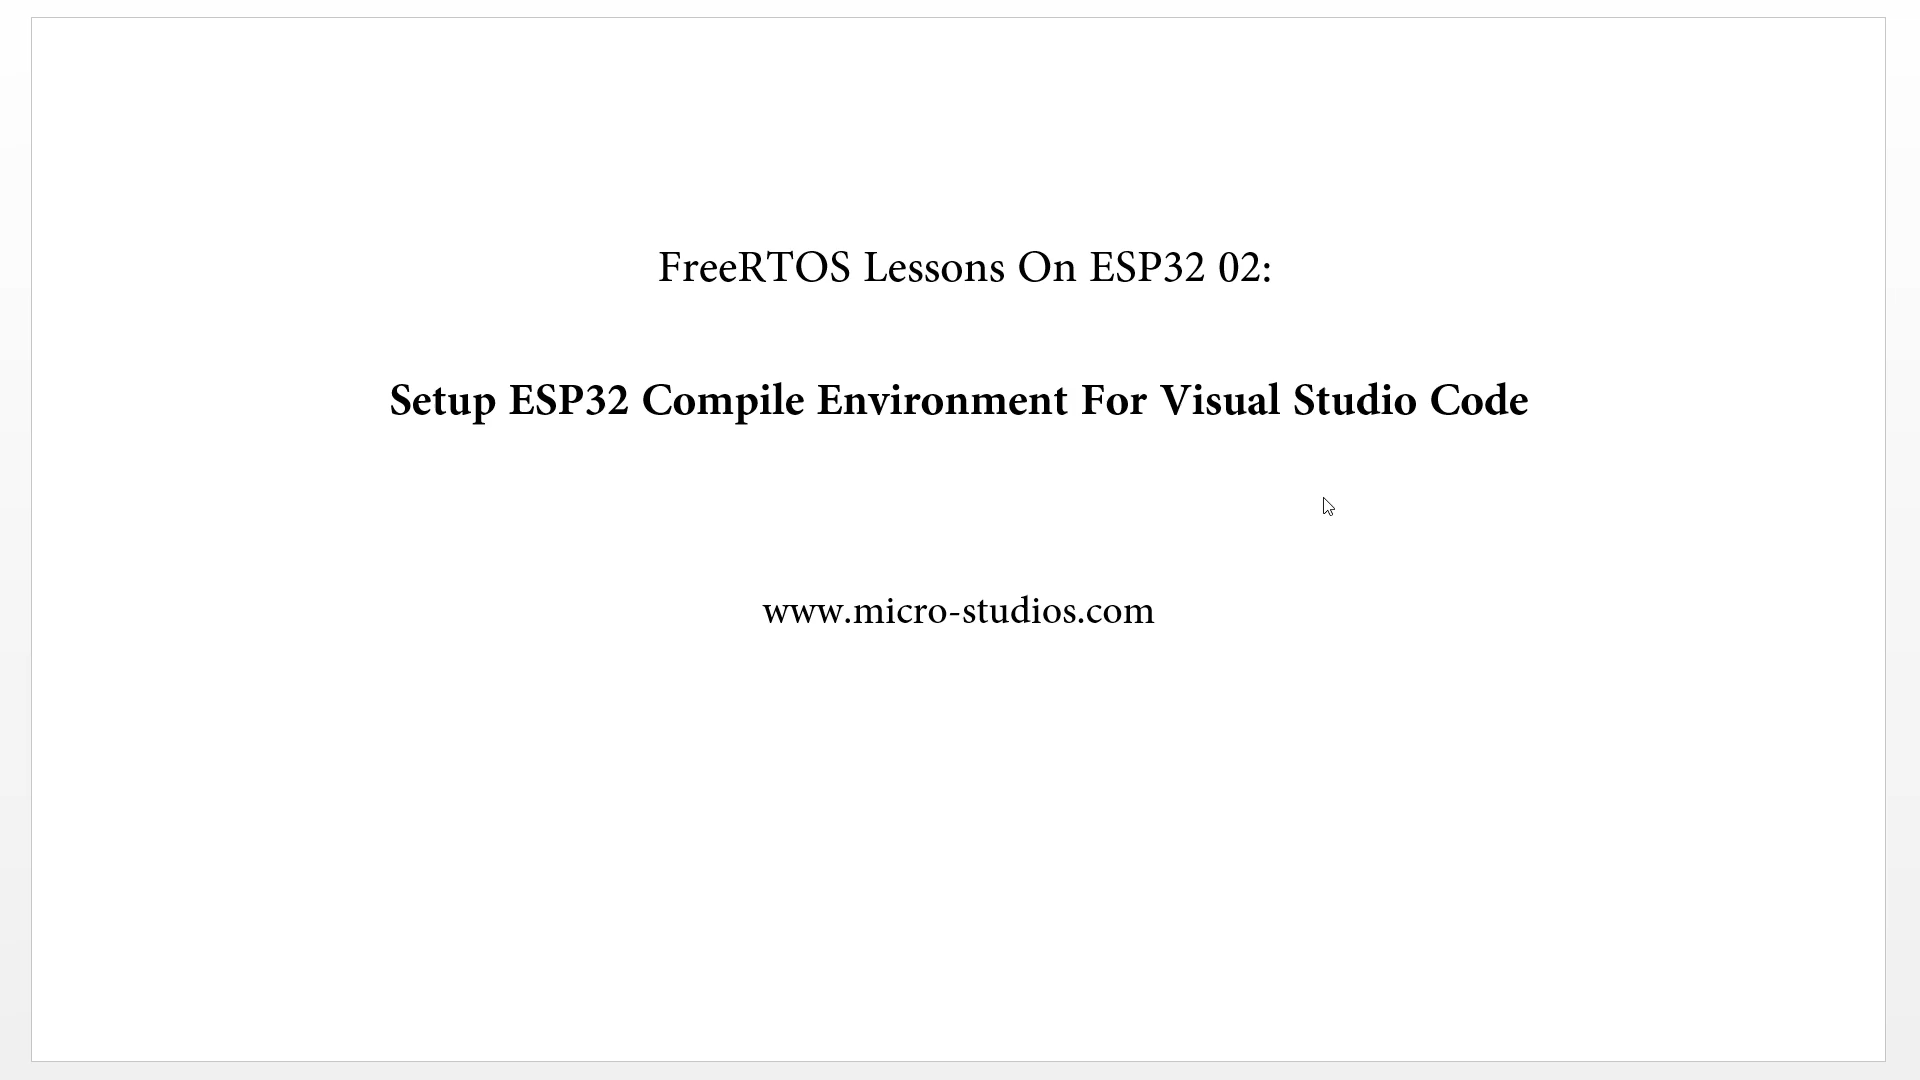 FreeRTOS Lessons On ESP32 02:
Setup ESP32 Compile Environment For Visual Studio Code
www.micro-studios.com